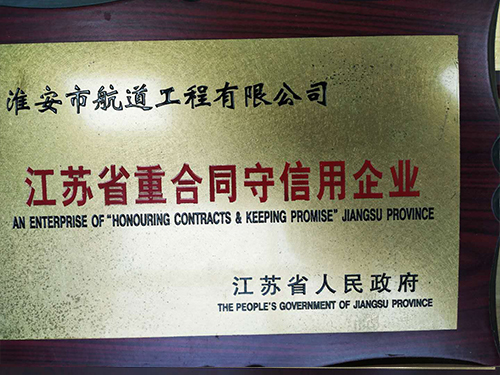 淮安市航道工程有限公司
江苏省重合同守信用企业
AN ENTERPRISE OF "HONOURING CONTRACTS & KEEPING PROMISE" JIANGSU PROVINCE
江苏省人民政府
THE PEOPLE'S GOVERNMENT OF JIANGSU PROVINCE